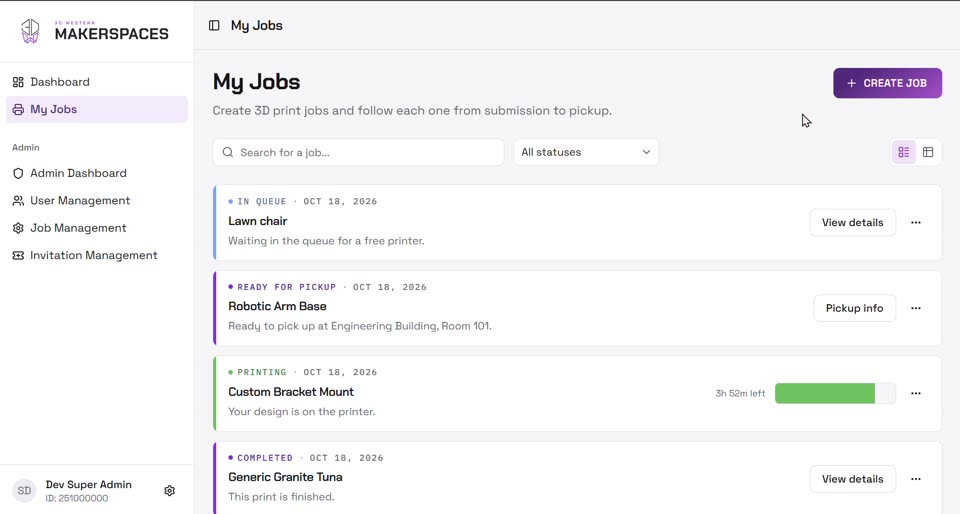 3D WESTERN
MAKERSPACES
My Jobs
Dashboard
My Jobs
Admin
Admin Dashboard
User Management
Job Management
Invitation Management
SD
Dev Super Admin
ID: 251000000
My Jobs
Create 3D print jobs and follow each one from submission to pickup.
+ CREATE JOB
Search for a job...
All statuses
IN QUEUE · OCT 18, 2026
Lawn chair
Waiting in the queue for a free printer.
View details
READY FOR PICKUP · OCT 18, 2026
Robotic Arm Base
Ready to pick up at Engineering Building, Room 101.
Pickup info
PRINTING · OCT 18, 2026
Custom Bracket Mount
Your design is on the printer.
3h 52m left
COMPLETED · OCT 18, 2026
Generic Granite Tuna
This print is finished.
View details